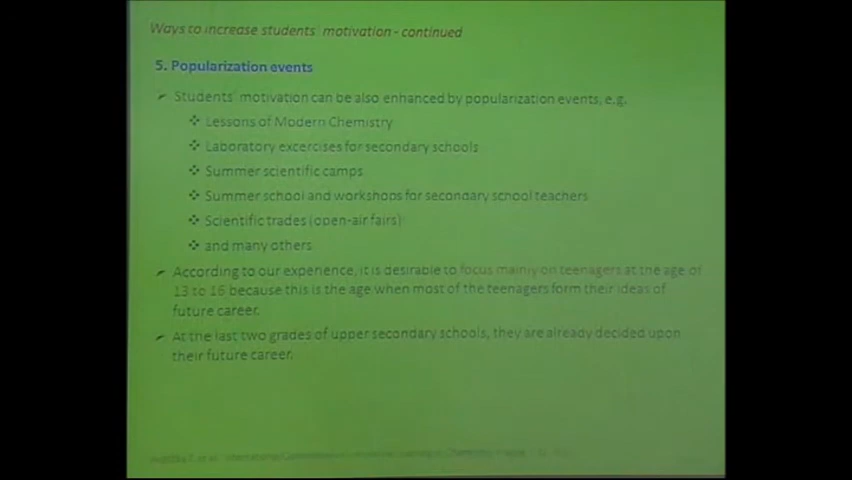 Ways to increase students' motivation - continued
5. Popularization events
Students' motivation can be also enhanced by popularization events, e.g.
Lessons of Modern Chemistry
Laboratory excercises for secondary schools
Summer scientific camps
Summer school and workshops for secondary school teachers
Scientific trades (open-air fairs)
and many others
According to our experience, it is desirable to focus mainly on teenagers at the age of
13 to 16 because this is the age when most of the teenagers form their ideas of
future career.
At the last two grades of upper secondary schools, they are already decided upon
their future career.